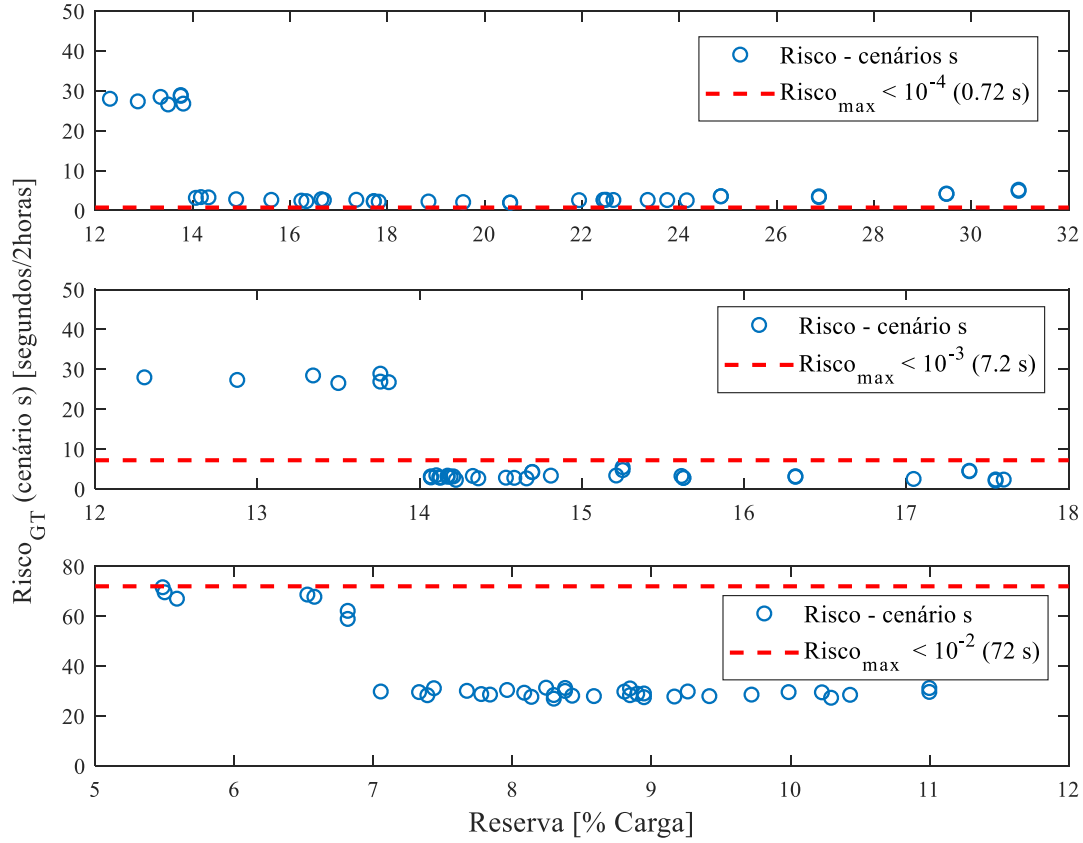 Risco_GT (cenário s) [segundos/2horas]
50
40
30
20
10
0
12 14 16 18 20 22 24 26 28 30 32
Risco - cenários s
Risco_max < 10^-4 (0.72 s)
50
40
30
20
10
0
12 13 14 15 16 17 18
Risco - cenário s
Risco_max < 10^-3 (7.2 s)
80
60
40
20
0
5 6 7 8 9 10 11 12
Risco - cenário s
Risco_max < 10^-2 (72 s)
Reserva [% Carga]